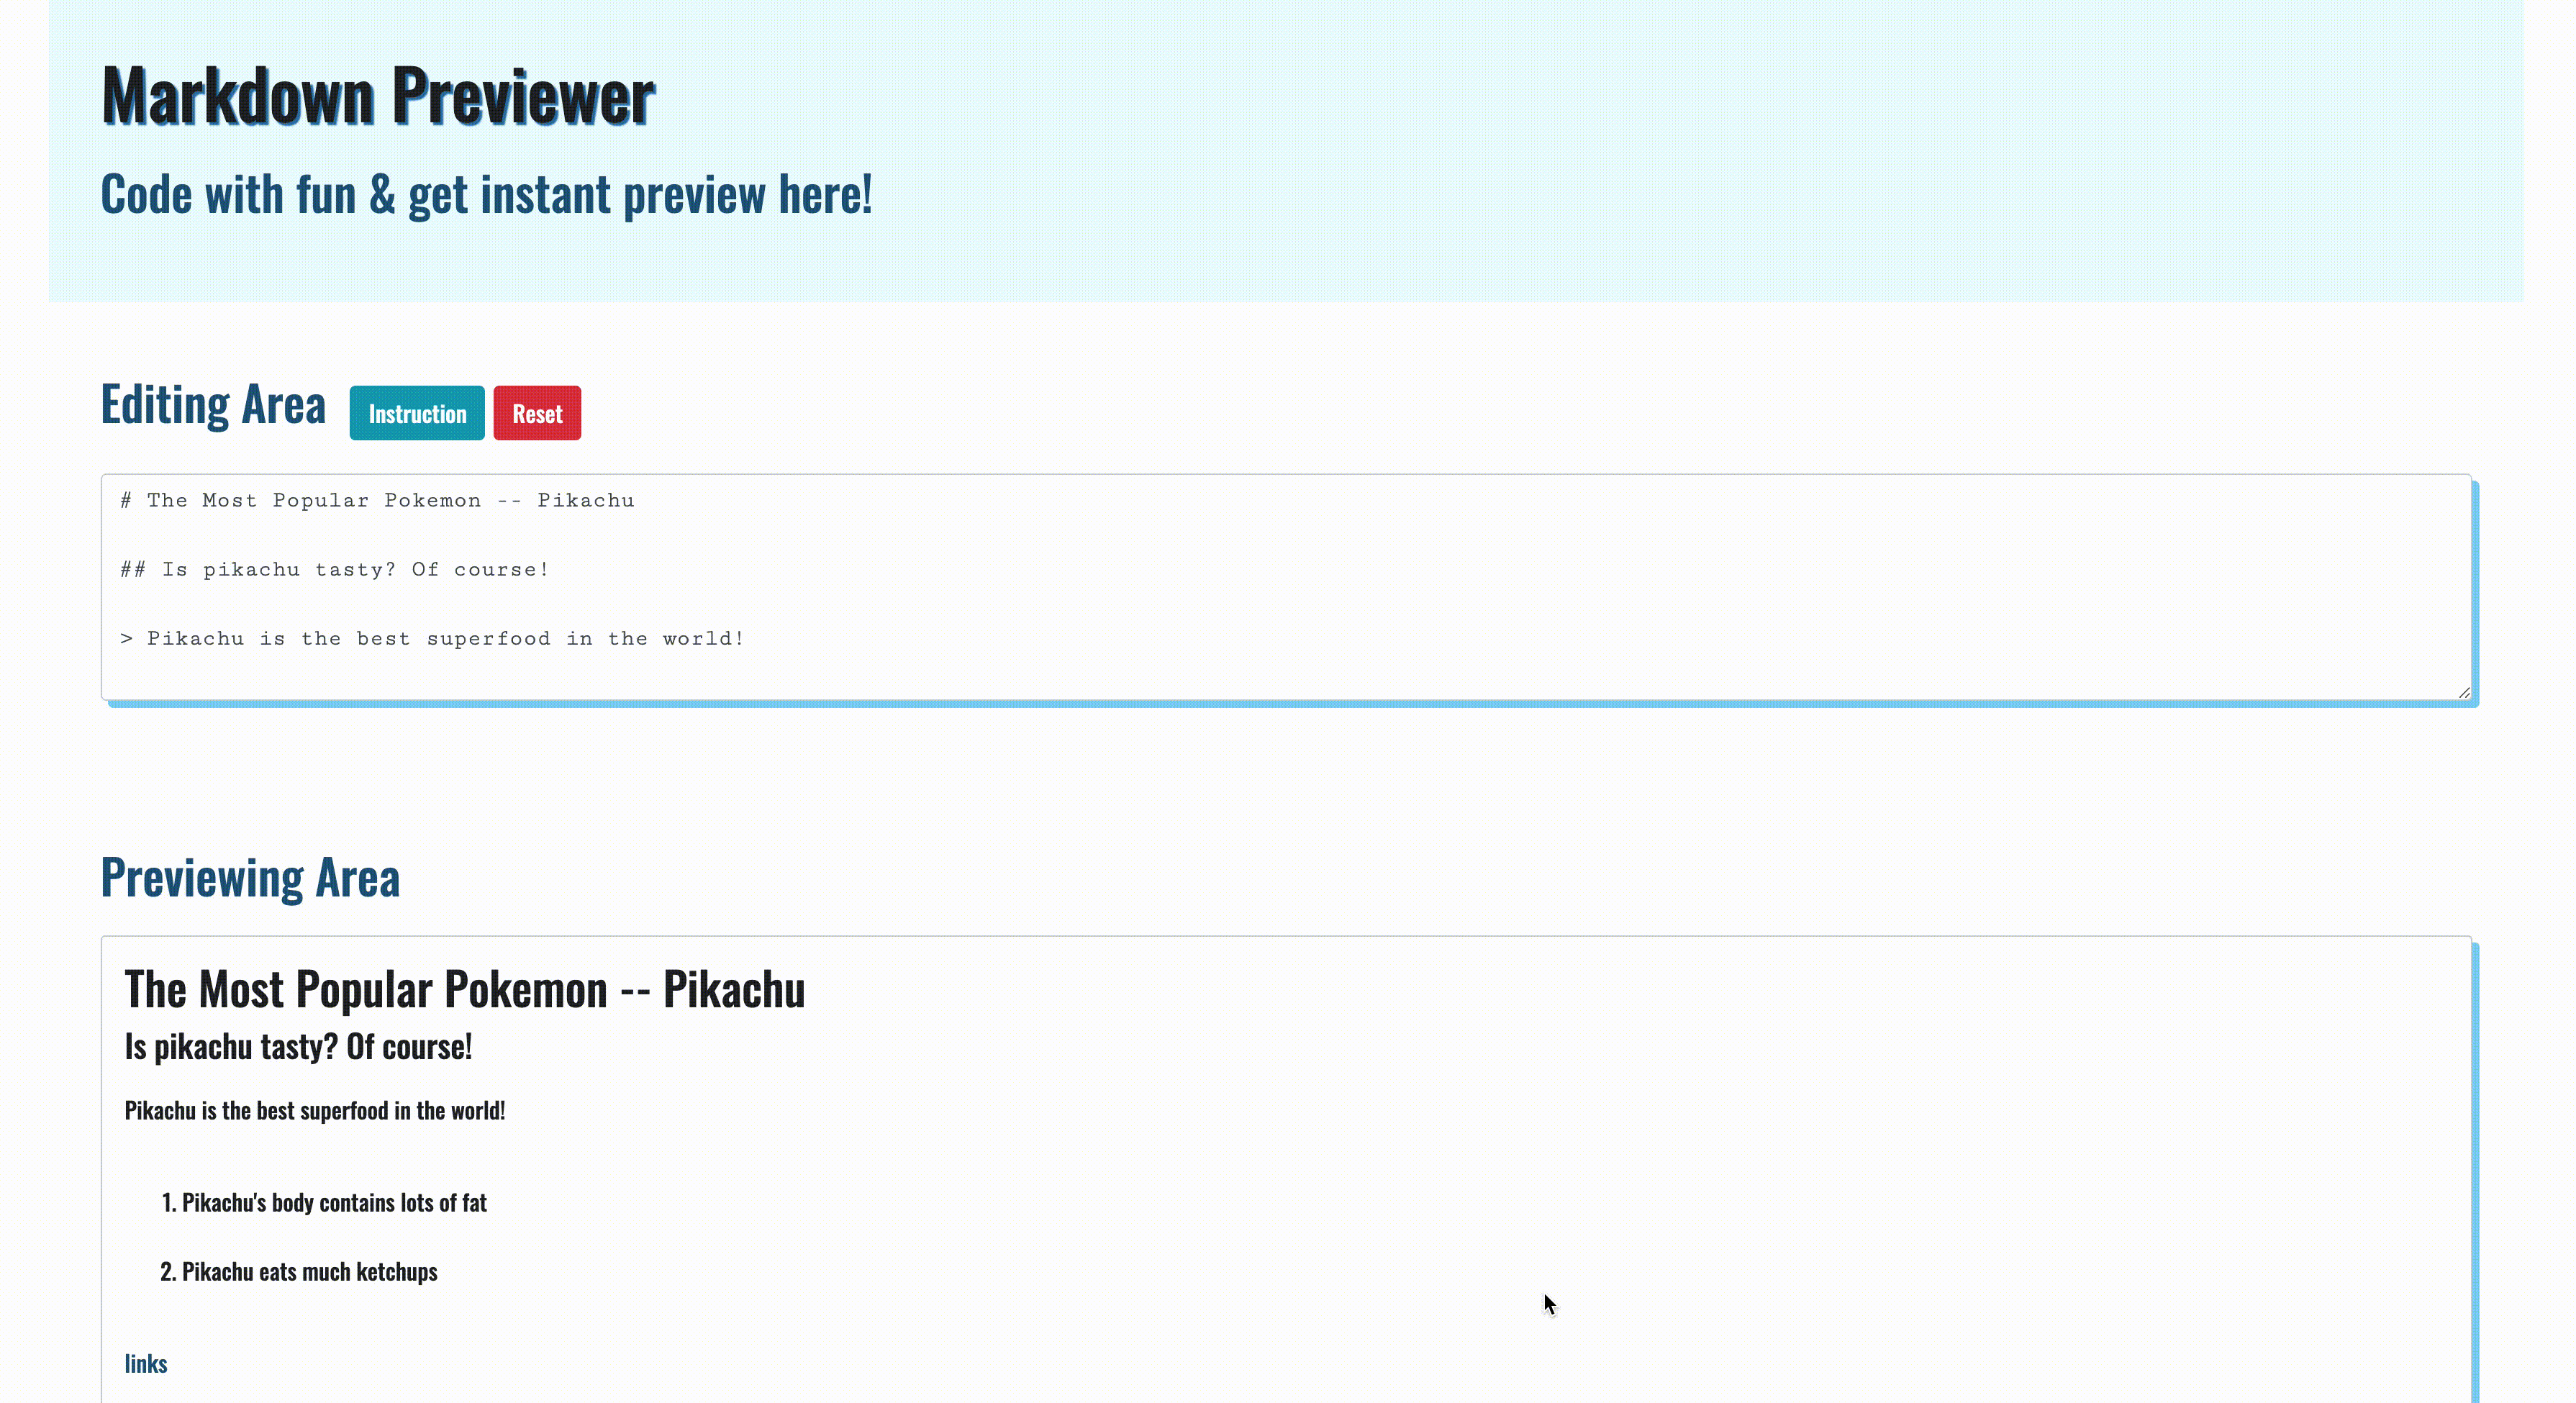 Markdown Previewer
Code with fun & get instant preview here!
Editing Area
Instruction
Reset
# The Most Popular Pokemon -- Pikachu
## Is pikachu tasty? Of course!
> Pikachu is the best superfood in the world!
Previewing Area
The Most Popular Pokemon -- Pikachu
Is pikachu tasty? Of course!
Pikachu is the best superfood in the world!
1. Pikachu's body contains lots of fat
2. Pikachu eats much ketchups
links